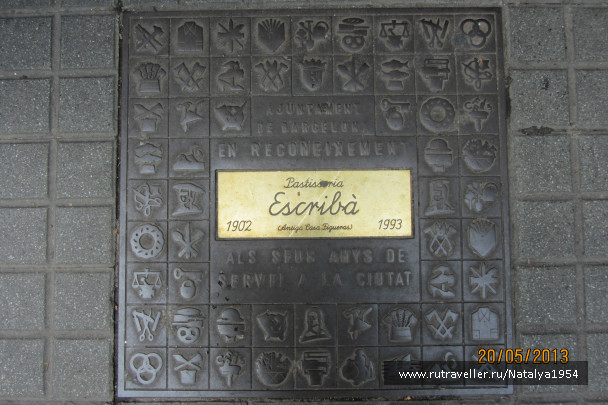 AJUNTAMENT
DE BARCELONA
EN RECONEIXEMENT
Pastisseria
Escribà
1902 (Antiga Casa Figueras) 1993
ALS SEUS ANYS DE
SERVEI A LA CIUTAT
20/05/2013
www.rutraveller.ru/Natalya1954